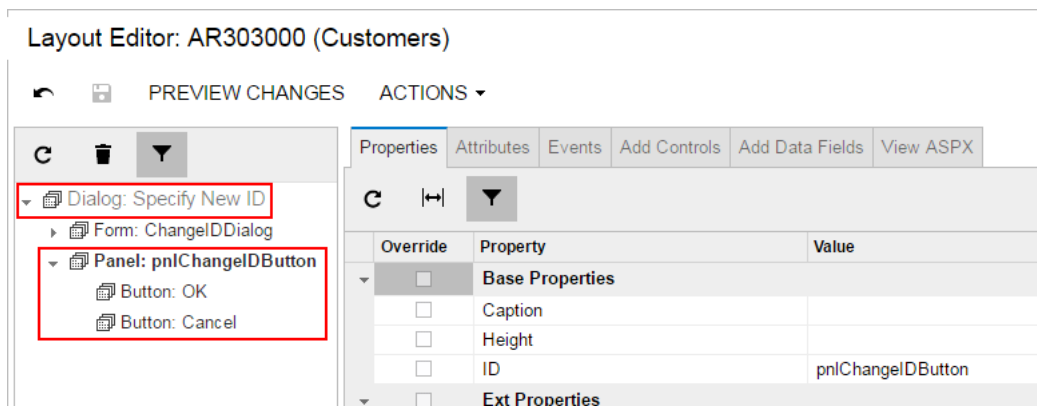 Layout Editor: AR303000 (Customers)
PREVIEW CHANGES ACTIONS
Properties Attributes Events Add Controls Add Data Fields View ASPX
Dialog: Specify New ID
Form: ChangeIDDialog
Panel: pnlChangeIDButton
Button: OK
Button: Cancel
Override Property Value
Base Properties
Caption
Height
ID pnlChangeIDButton
Ext Properties